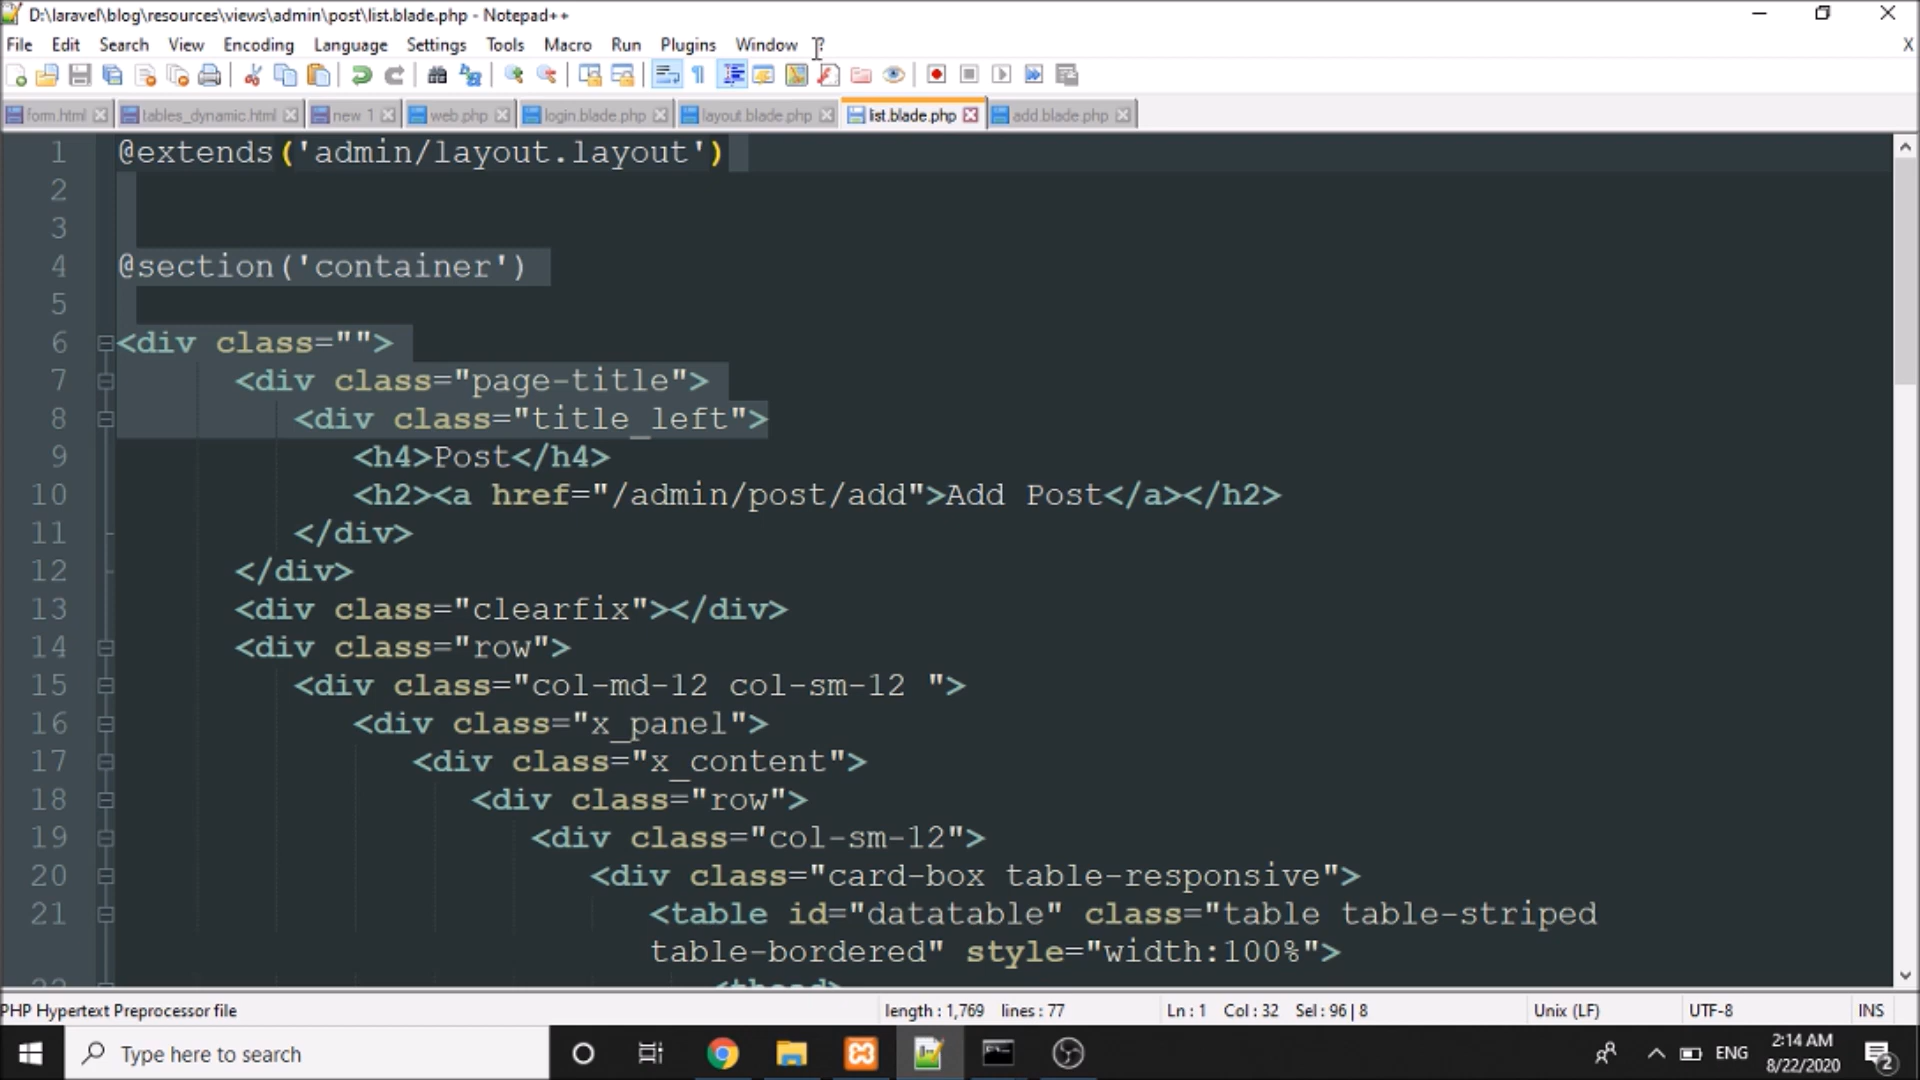 D:\laravel\blog\resources\views\admin\post\list.blade.php - Notepad++
File Edit Search View Encoding Language Settings Tools Macro Run Plugins Window ? X
form.html tables_dynamic.html new 1 web.php login.blade.php layout.blade.php list.blade.php add.blade.php
1 @extends('admin/layout.layout')
2
3
4 @section('container')
5
6 <div class="">
7 <div class="page-title">
8 <div class="title_left">
9 <h4>Post</h4>
10 <h2><a href="/admin/post/add">Add Post</a></h2>
11 </div>
12 </div>
13 <div class="clearfix"></div>
14 <div class="row">
15 <div class="col-md-12 col-sm-12 ">
16 <div class="x_panel">
17 <div class="x_content">
18 <div class="row">
19 <div class="col-sm-12">
20 <div class="card-box table-responsive">
21 <table id="datatable" class="table table-striped
table-bordered" style="width:100%">
22 <thead>
PHP Hypertext Preprocessor file length : 1,769 lines : 77 Ln : 1 Col : 32 Sel : 96 | 8 Unix (LF) UTF-8 INS
Type here to search ENG 2:14 AM
8/22/2020 2